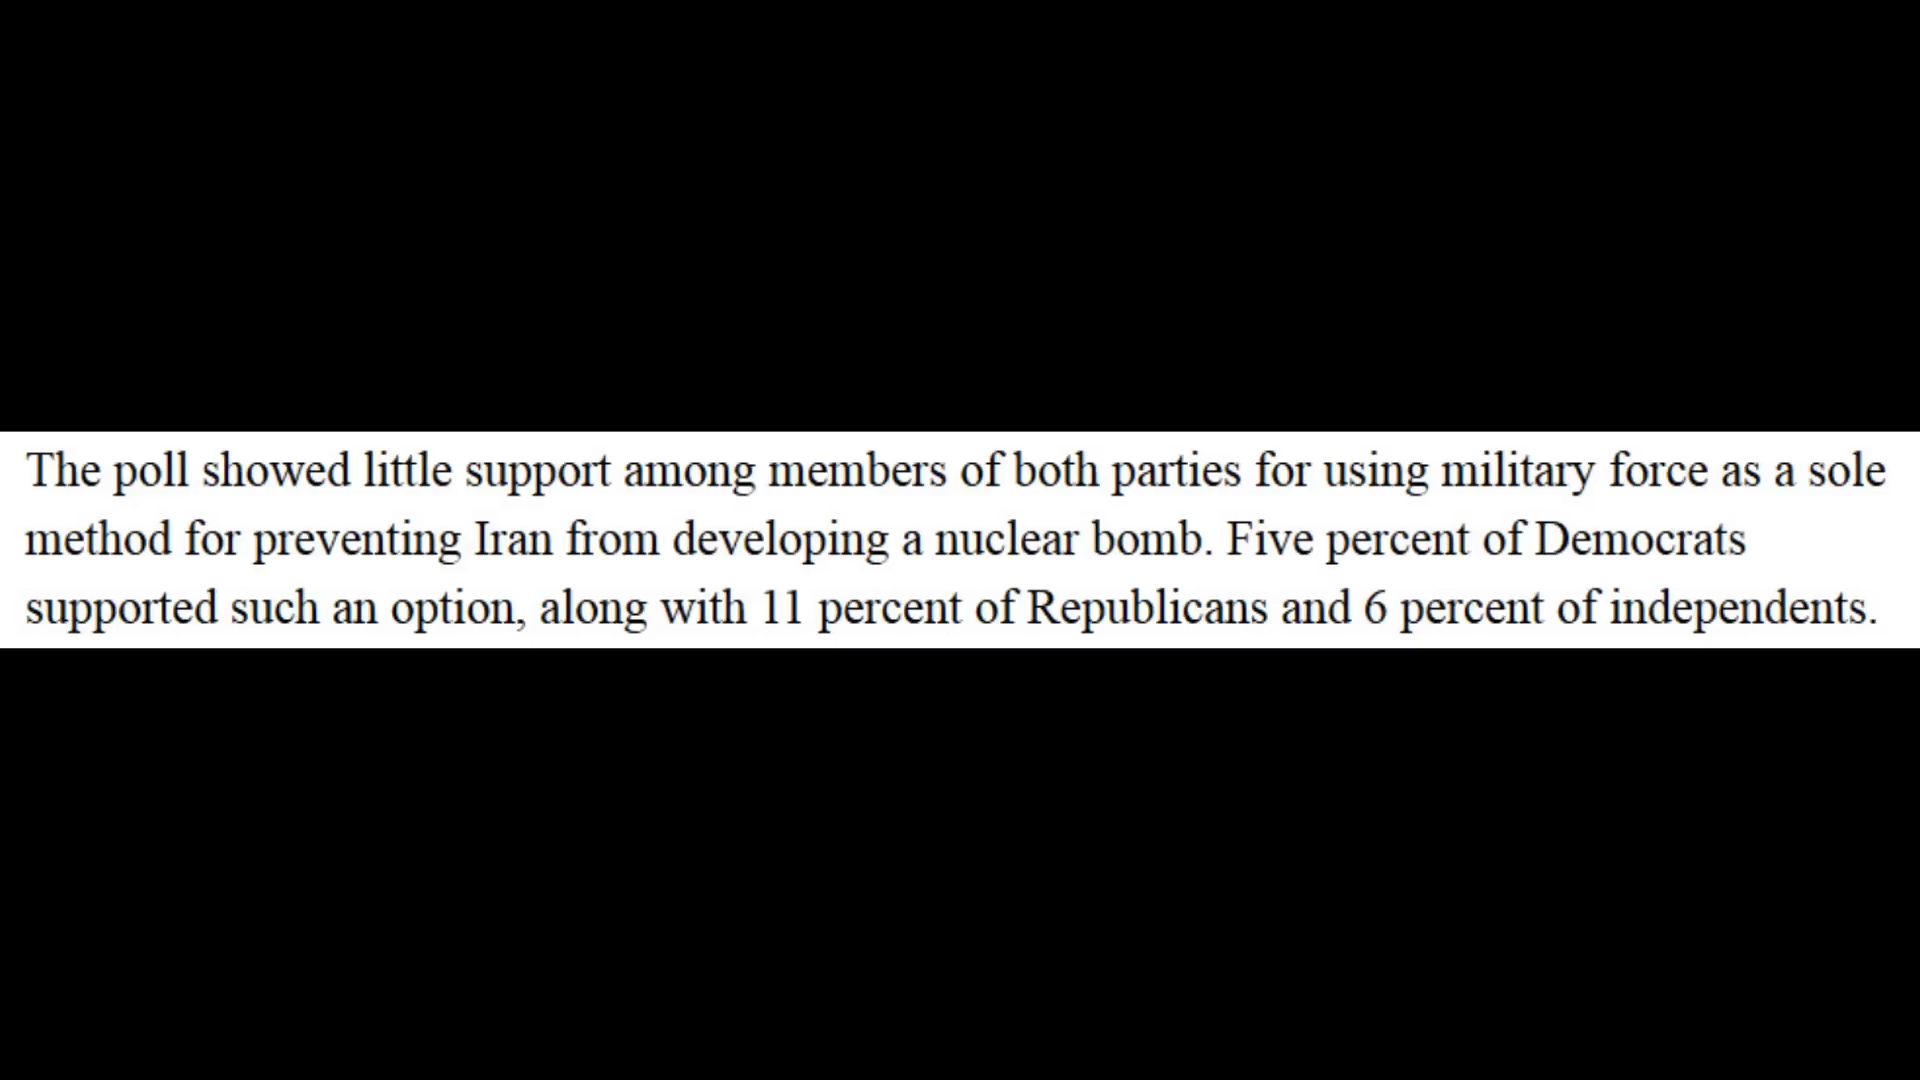 The poll showed little support among members of both parties for using military force as a sole
method for preventing Iran from developing a nuclear bomb. Five percent of Democrats
supported such an option, along with 11 percent of Republicans and 6 percent of independents.